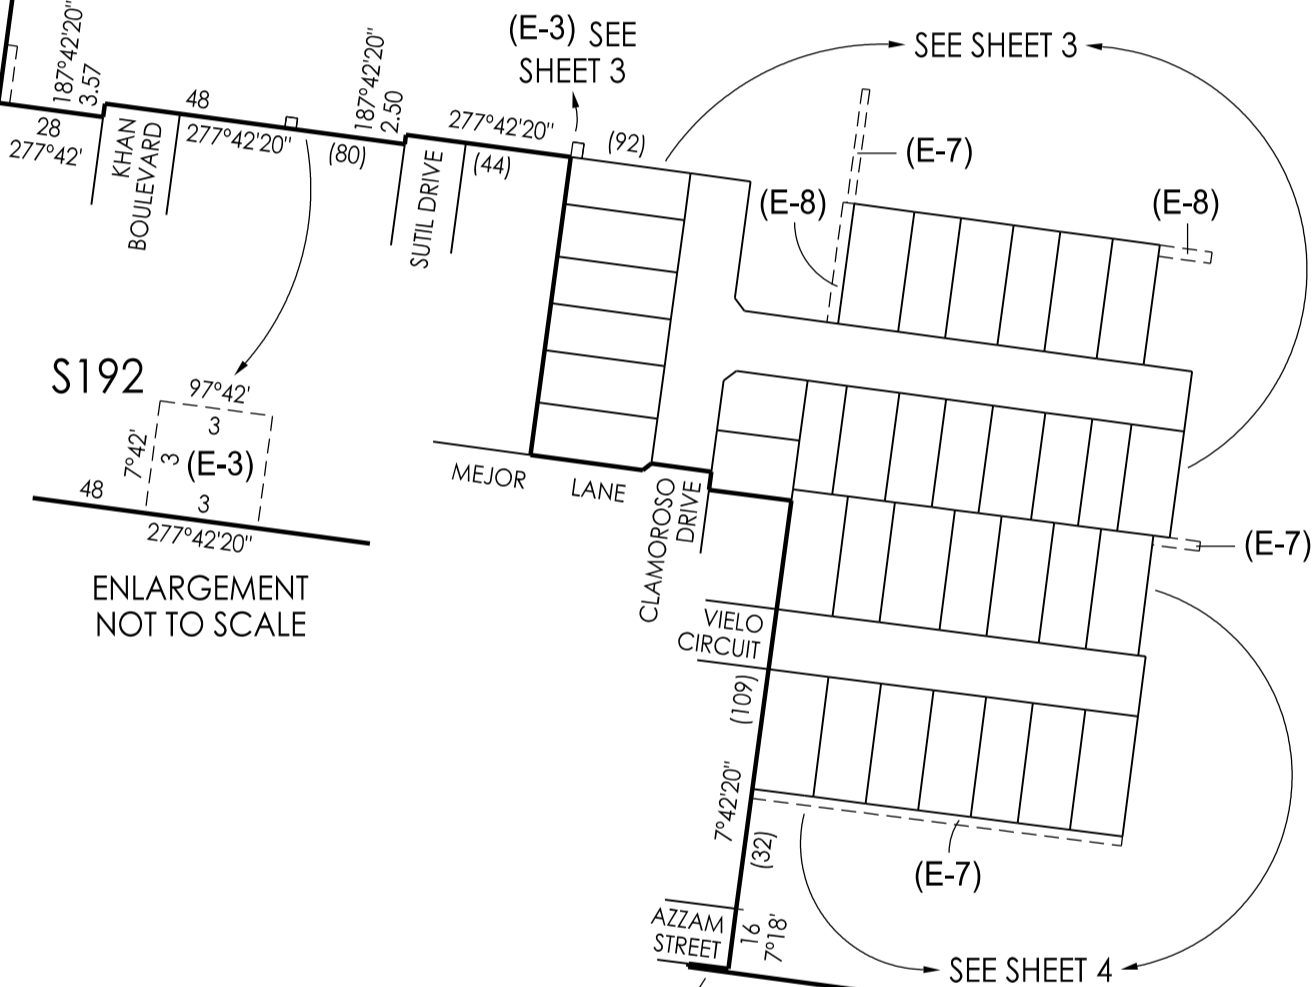 187°42'20"
3.57
28
277°42'
KHAN
BOULEVARD
48
277°42'20"
(80)
187°42'20"
2.50
SUTIL DRIVE
277°42'20"
(44)
(E-3) SEE
SHEET 3
(92)
SEE SHEET 3
(E-7)
(E-8)
(E-8)
S192
97°42'
3
7°42'
3
(E-3)
3
48
277°42'20"
ENLARGEMENT
NOT TO SCALE
MEJOR LANE
CLAMOROSO
DRIVE
(E-7)
VIELO
CIRCUIT
(109)
7°42'20"
(32)
(E-7)
AZZAM
STREET
16
7°18'
SEE SHEET 4